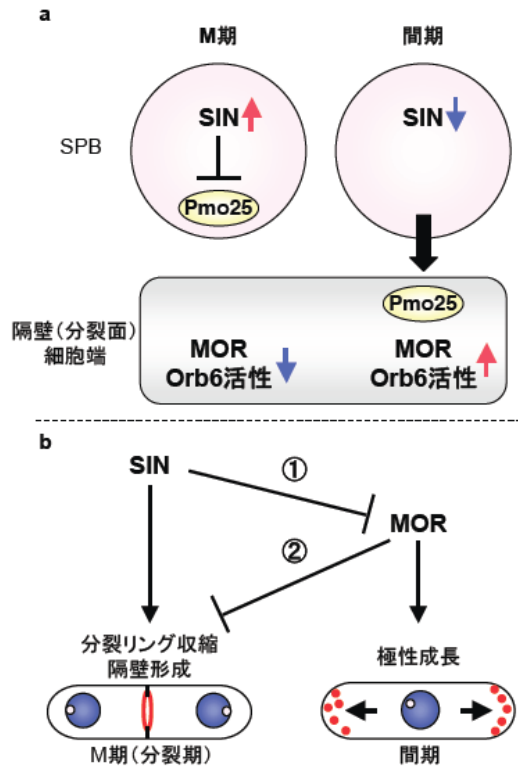 a
M期
間期
SPB
SIN
SIN
Pmo25
Pmo25
隔壁(分裂面)
細胞端
MOR
Orb6活性
MOR
Orb6活性
b
SIN
①
MOR
②
分裂リング収縮
隔壁形成
極性成長
M期(分裂期)
間期